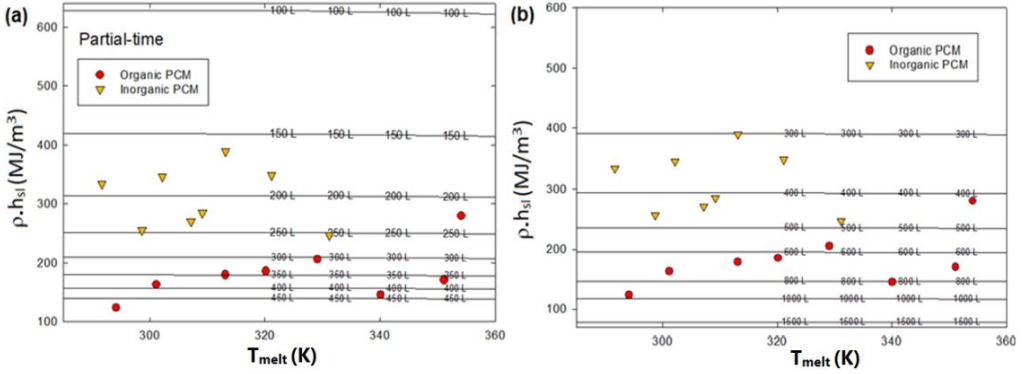 (a)
Partial-time
Organic PCM
Inorganic PCM
ρ.h_sl (MJ/m³)
600
500
400
300
200
100
100 L 100 L 100 L 100 L
150 L 150 L 150 L 150 L
200 L 200 L 200 L 200 L
250 L 250 L 250 L 250 L
300 L 300 L 300 L 300 L
350 L 350 L 350 L 350 L
400 L 400 L 400 L 400 L
450 L 450 L 450 L 450 L
300 320 340 360
T_melt (K)
(b)
Organic PCM
Inorganic PCM
ρ.h_sl (MJ/m³)
600
500
400
300
200
100
300 L 300 L 300 L 300 L
400 L 400 L 400 L 400 L
500 L 500 L 500 L 500 L
600 L 600 L 600 L 600 L
800 L 800 L 800 L 800 L
1000 L 1000 L 1000 L 1000 L
1500 L 1500 L 1500 L 1500 L
300 320 340 360
T_melt (K)